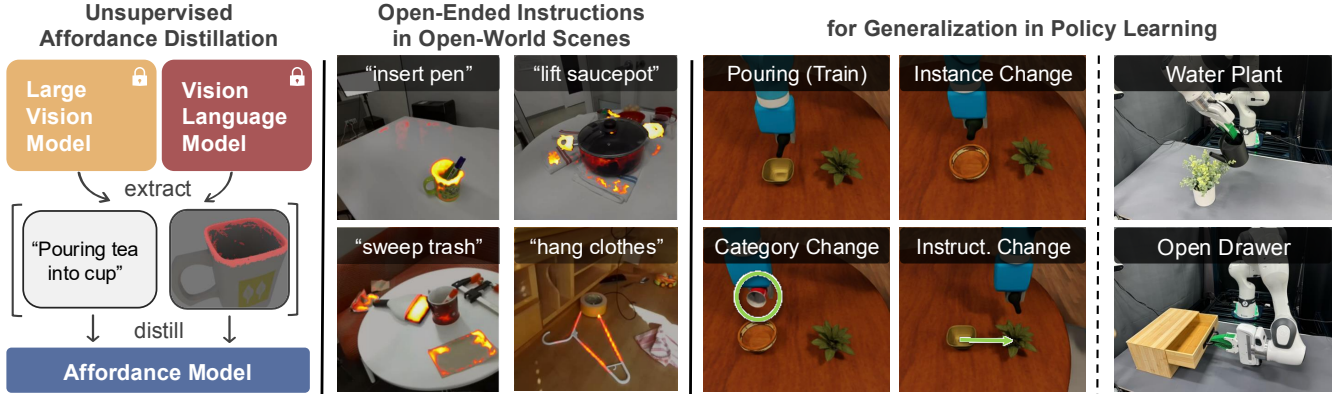 Unsupervised
Affordance Distillation
Large
Vision
Model
Vision
Language
Model
extract
“Pouring tea
into cup”
distill
Affordance Model
Open-Ended Instructions
in Open-World Scenes
“insert pen”
“lift saucepot”
“sweep trash”
“hang clothes”
for Generalization in Policy Learning
Pouring (Train)
Instance Change
Category Change
Instruct. Change
Water Plant
Open Drawer